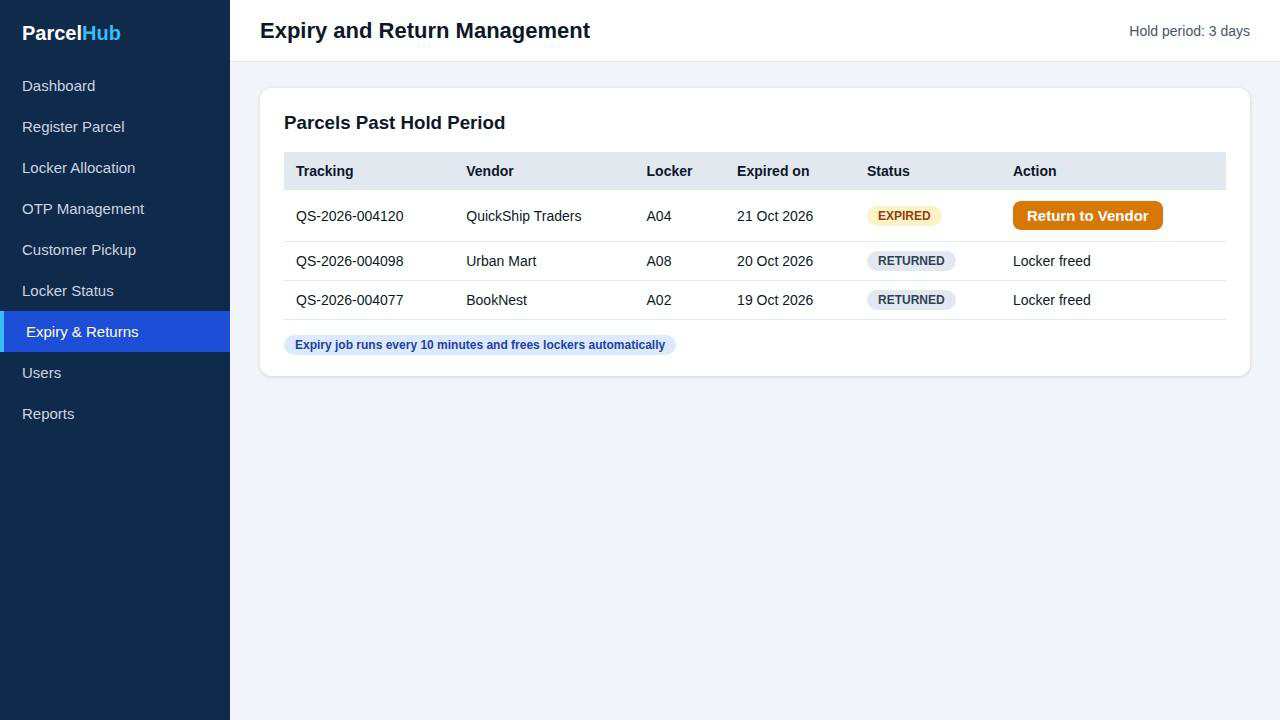 ParcelHub
Dashboard
Register Parcel
Locker Allocation
OTP Management
Customer Pickup
Locker Status
Expiry & Returns
Users
Reports
Expiry and Return Management
Hold period: 3 days
Parcels Past Hold Period
Tracking Vendor Locker Expired on Status Action
QS-2026-004120 QuickShip Traders A04 21 Oct 2026 EXPIRED Return to Vendor
QS-2026-004098 Urban Mart A08 20 Oct 2026 RETURNED Locker freed
QS-2026-004077 BookNest A02 19 Oct 2026 RETURNED Locker freed
Expiry job runs every 10 minutes and frees lockers automatically